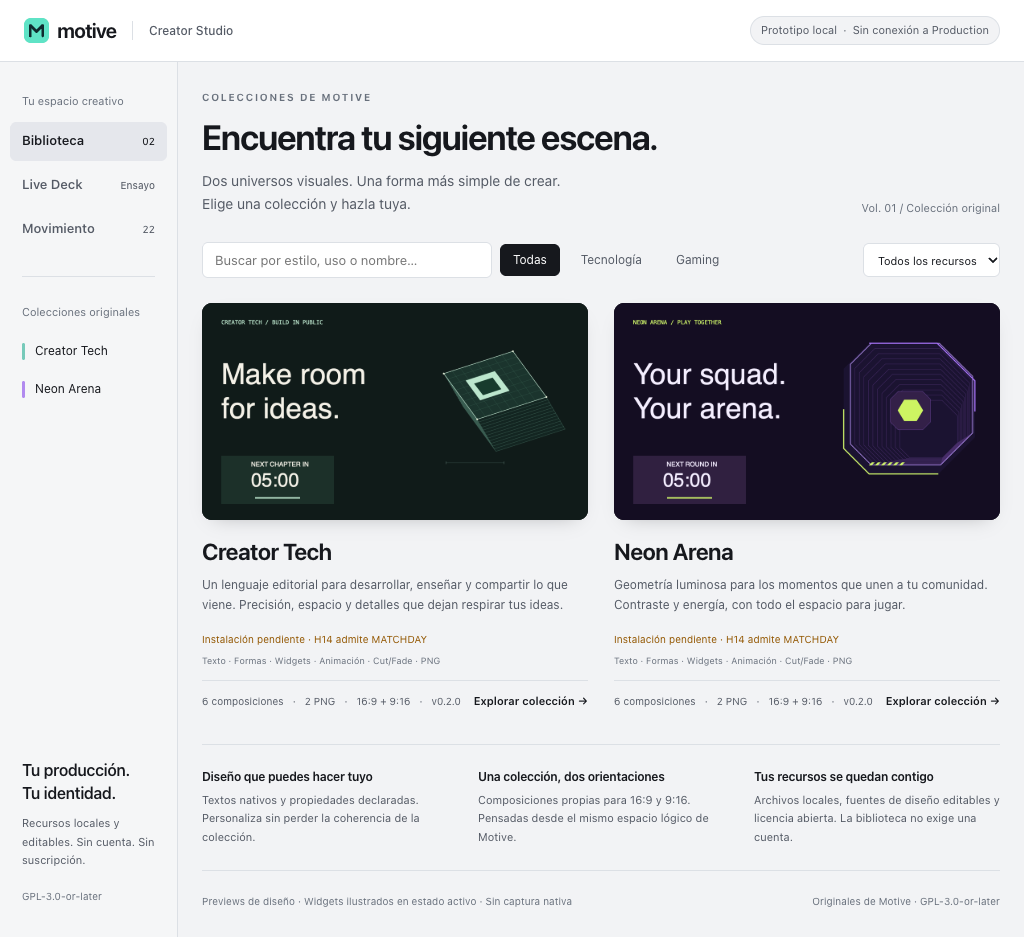 motive
Creator Studio
Prototipo local · Sin conexión a Production
Tu espacio creativo
Biblioteca 02
Live Deck Ensayo
Movimiento 22
Colecciones originales
Creator Tech
Neon Arena
Tu producción.
Tu identidad.
Recursos locales y
editables. Sin cuenta. Sin
suscripción.
GPL-3.0-or-later
COLECCIONES DE MOTIVE
Encuentra tu siguiente escena.
Dos universos visuales. Una forma más simple de crear.
Elige una colección y hazla tuya.
Vol. 01 / Colección original
Buscar por estilo, uso o nombre...
Todas
Tecnología
Gaming
Todos los recursos
CREATOR TECH / BUILD IN PUBLIC
Make room
for ideas.
NEXT CHAPTER IN
05:00
NEON ARENA / PLAY TOGETHER
Your squad.
Your arena.
NEXT ROUND IN
05:00
Creator Tech
Un lenguaje editorial para desarrollar, enseñar y compartir lo que
viene. Precisión, espacio y detalles que dejan respirar tus ideas.
Instalación pendiente · H14 admite MATCHDAY
Texto · Formas · Widgets · Animación · Cut/Fade · PNG
6 composiciones · 2 PNG · 16:9 + 9:16 · v0.2.0 Explorar colección →
Neon Arena
Geometría luminosa para los momentos que unen a tu comunidad.
Contraste y energía, con todo el espacio para jugar.
Instalación pendiente · H14 admite MATCHDAY
Texto · Formas · Widgets · Animación · Cut/Fade · PNG
6 composiciones · 2 PNG · 16:9 + 9:16 · v0.2.0 Explorar colección →
Diseño que puedes hacer tuyo
Textos nativos y propiedades declaradas.
Personaliza sin perder la coherencia de la
colección.
Una colección, dos orientaciones
Composiciones propias para 16:9 y 9:16.
Pensadas desde el mismo espacio lógico de
Motive.
Tus recursos se quedan contigo
Archivos locales, fuentes de diseño editables y
licencia abierta. La biblioteca no exige una
cuenta.
Previews de diseño · Widgets ilustrados en estado activo · Sin captura nativa
Originales de Motive · GPL-3.0-or-later